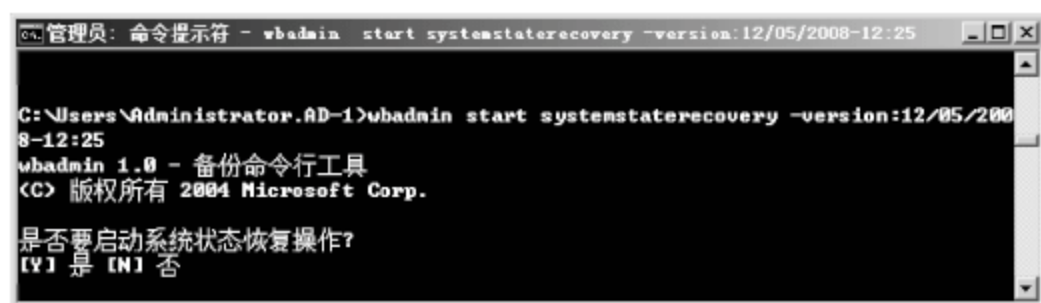 管理员: 命令提示符 - wbadmin  start systemstaterecovery -version:12/05/2008-12:25
C:\Users\Administrator.AD-1>wbadmin start systemstaterecovery -version:12/05/200
8-12:25
wbadmin 1.0 - 备份命令行工具
(C) 版权所有 2004 Microsoft Corp.
是否要启动系统状态恢复操作?
[Y] 是 [N] 否